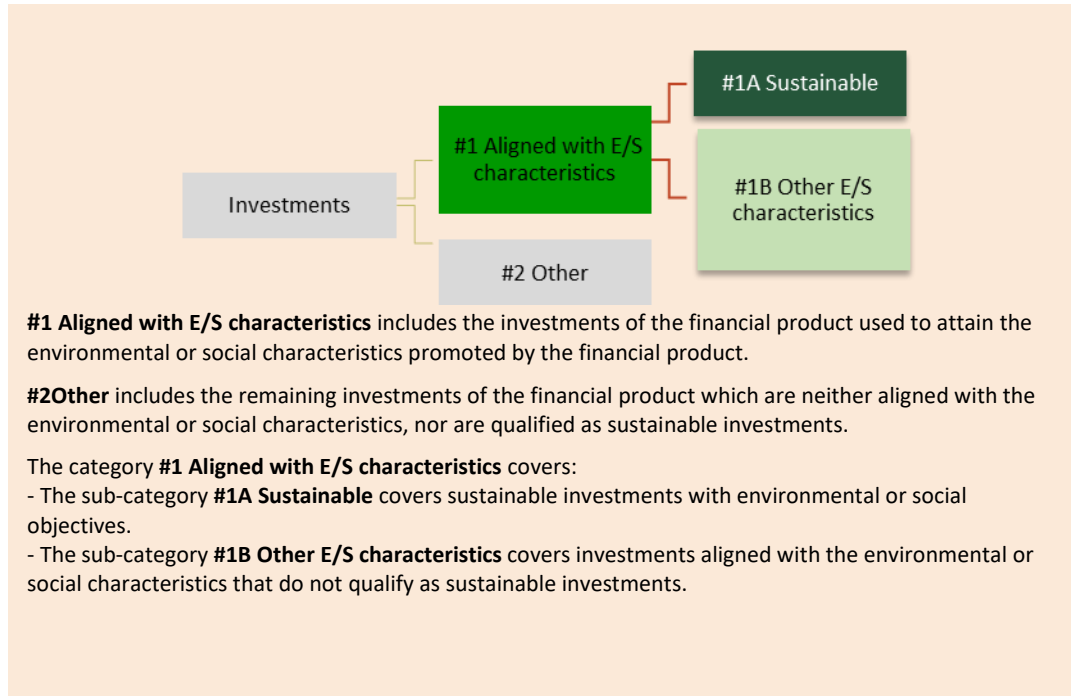 #1A Sustainable
#1 Aligned with E/S
characteristics
#1B Other E/S
characteristics
Investments
#2 Other
#1 Aligned with E/S characteristics includes the investments of the financial product used to attain the
environmental or social characteristics promoted by the financial product.
#2Other includes the remaining investments of the financial product which are neither aligned with the
environmental or social characteristics, nor are qualified as sustainable investments.
The category #1 Aligned with E/S characteristics covers:
- The sub-category #1A Sustainable covers sustainable investments with environmental or social
objectives.
- The sub-category #1B Other E/S characteristics covers investments aligned with the environmental or
social characteristics that do not qualify as sustainable investments.